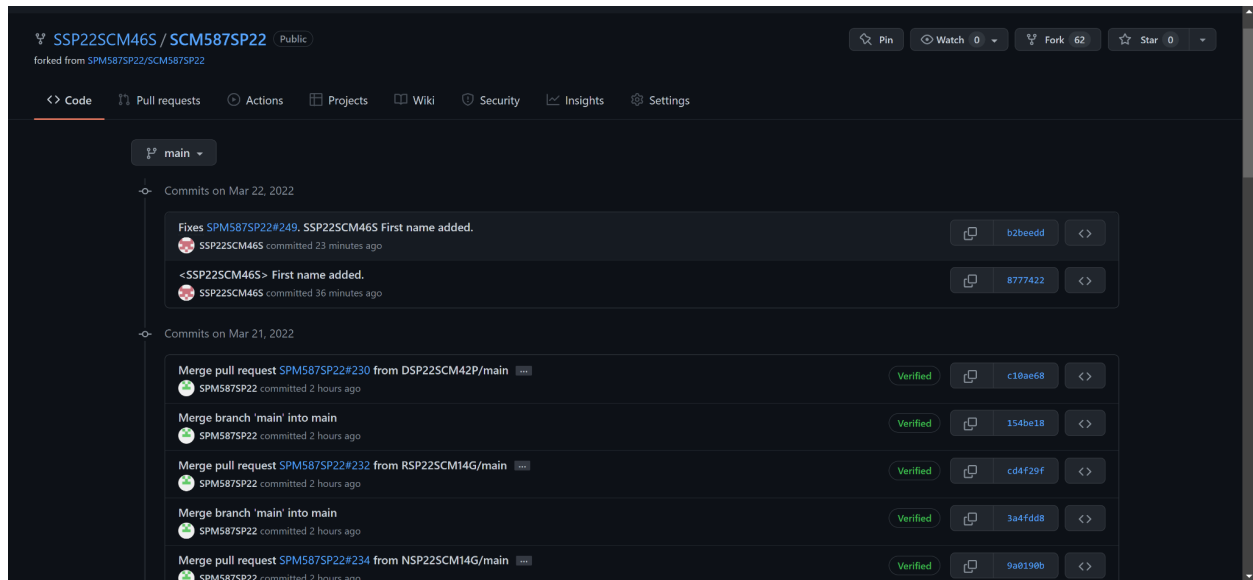 SSP22SCM46S / SCM587SP22 Public
Pin Watch 0 Fork 62 Star 0
forked from SPM587SP22/SCM587SP22
Code Pull requests Actions Projects Wiki Security Insights Settings
main
Commits on Mar 22, 2022
Fixes SPM587SP22#249. SSP22SCM46S First name added.
SSP22SCM46S committed 23 minutes ago
b2beedd
<SSP22SCM46S> First name added.
SSP22SCM46S committed 36 minutes ago
8777422
Commits on Mar 21, 2022
Merge pull request SPM587SP22#230 from DSP22SCM42P/main ...
SPM587SP22 committed 2 hours ago
Verified c10ae68
Merge branch 'main' into main
SPM587SP22 committed 2 hours ago
Verified 154be18
Merge pull request SPM587SP22#232 from RSP22SCM14G/main ...
SPM587SP22 committed 2 hours ago
Verified cd4f29f
Merge branch 'main' into main
SPM587SP22 committed 2 hours ago
Verified 3a4fdd8
Merge pull request SPM587SP22#234 from NSP22SCM14G/main ...
SPM587SP22 committed 2 hours ago
Verified 9a0190b